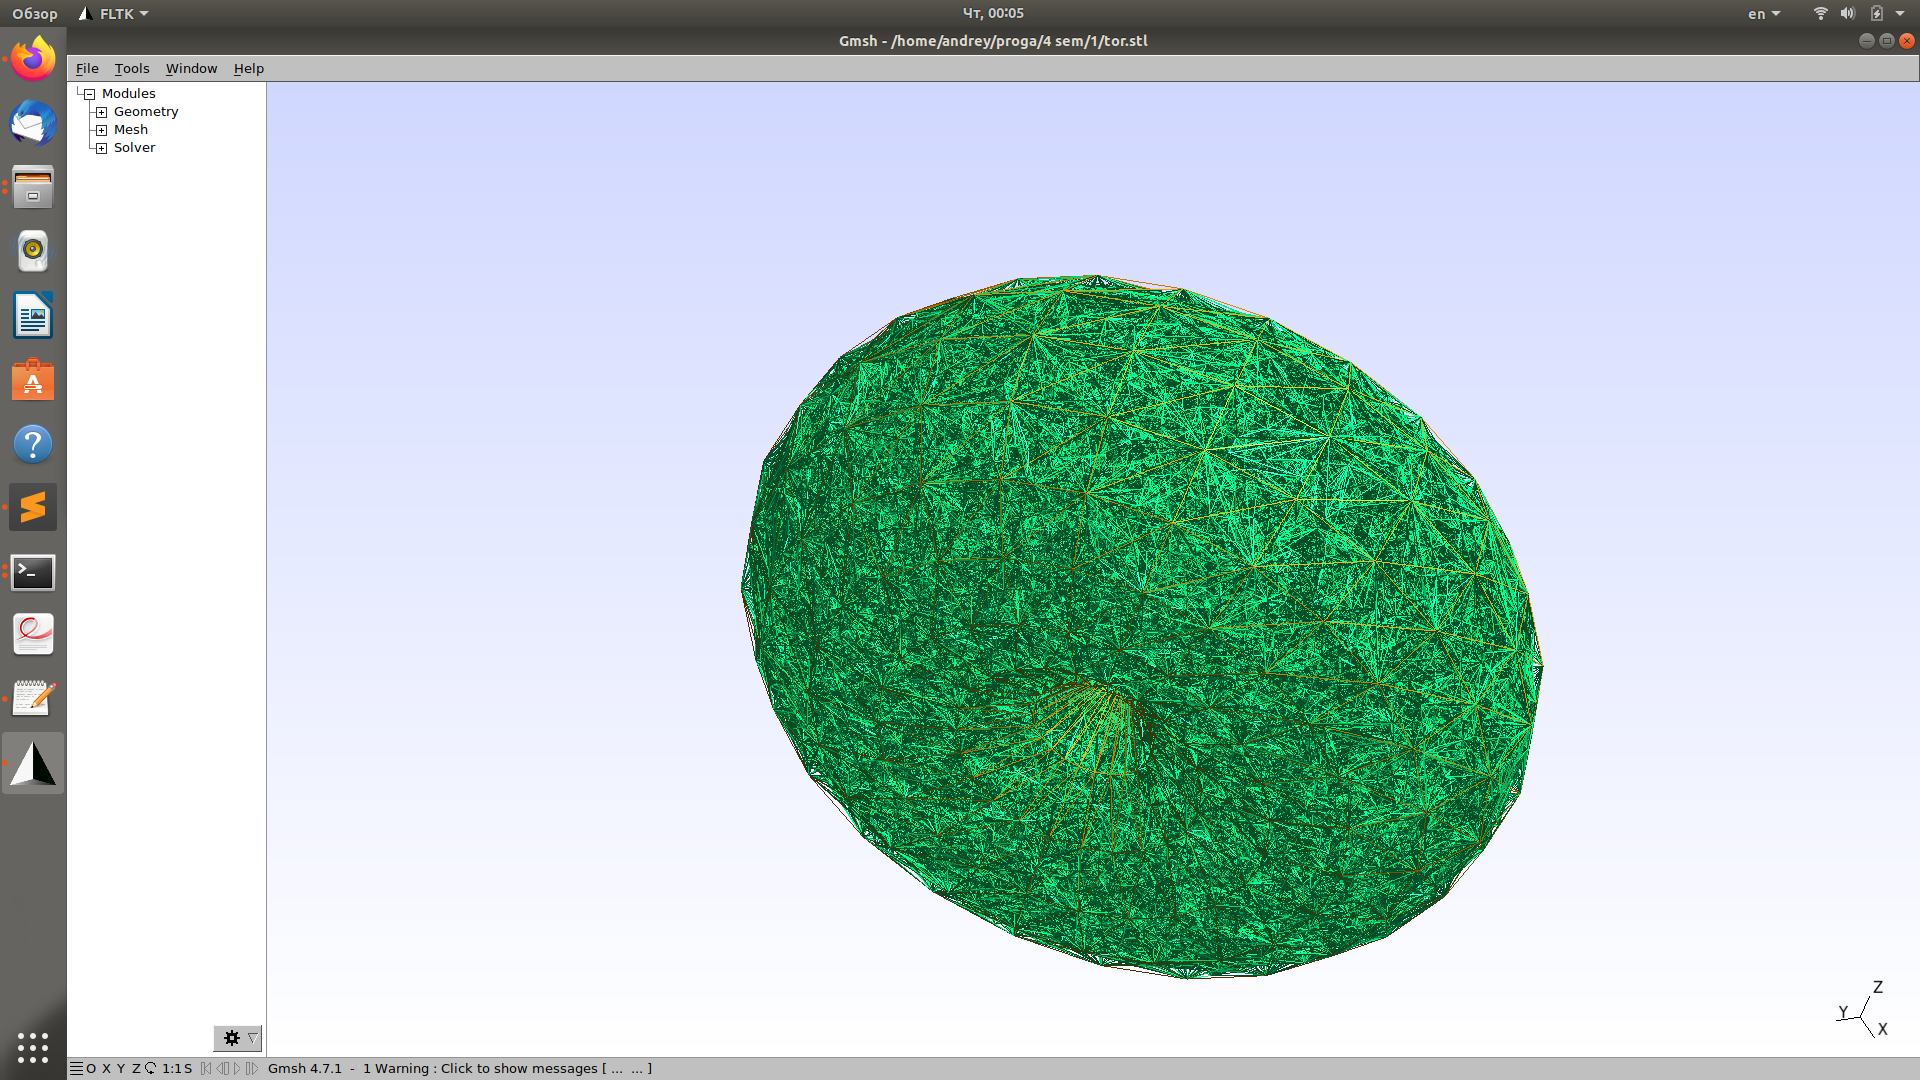 Обзор FLTK Чт, 00:05 en
Gmsh - /home/andrey/proga/4 sem/1/tor.stl
File Tools Window Help
Modules
Geometry
Mesh
Solver
Z
Y
X
O X Y Z 1:1 S Gmsh 4.7.1 - 1 Warning : Click to show messages [ ... ... ]